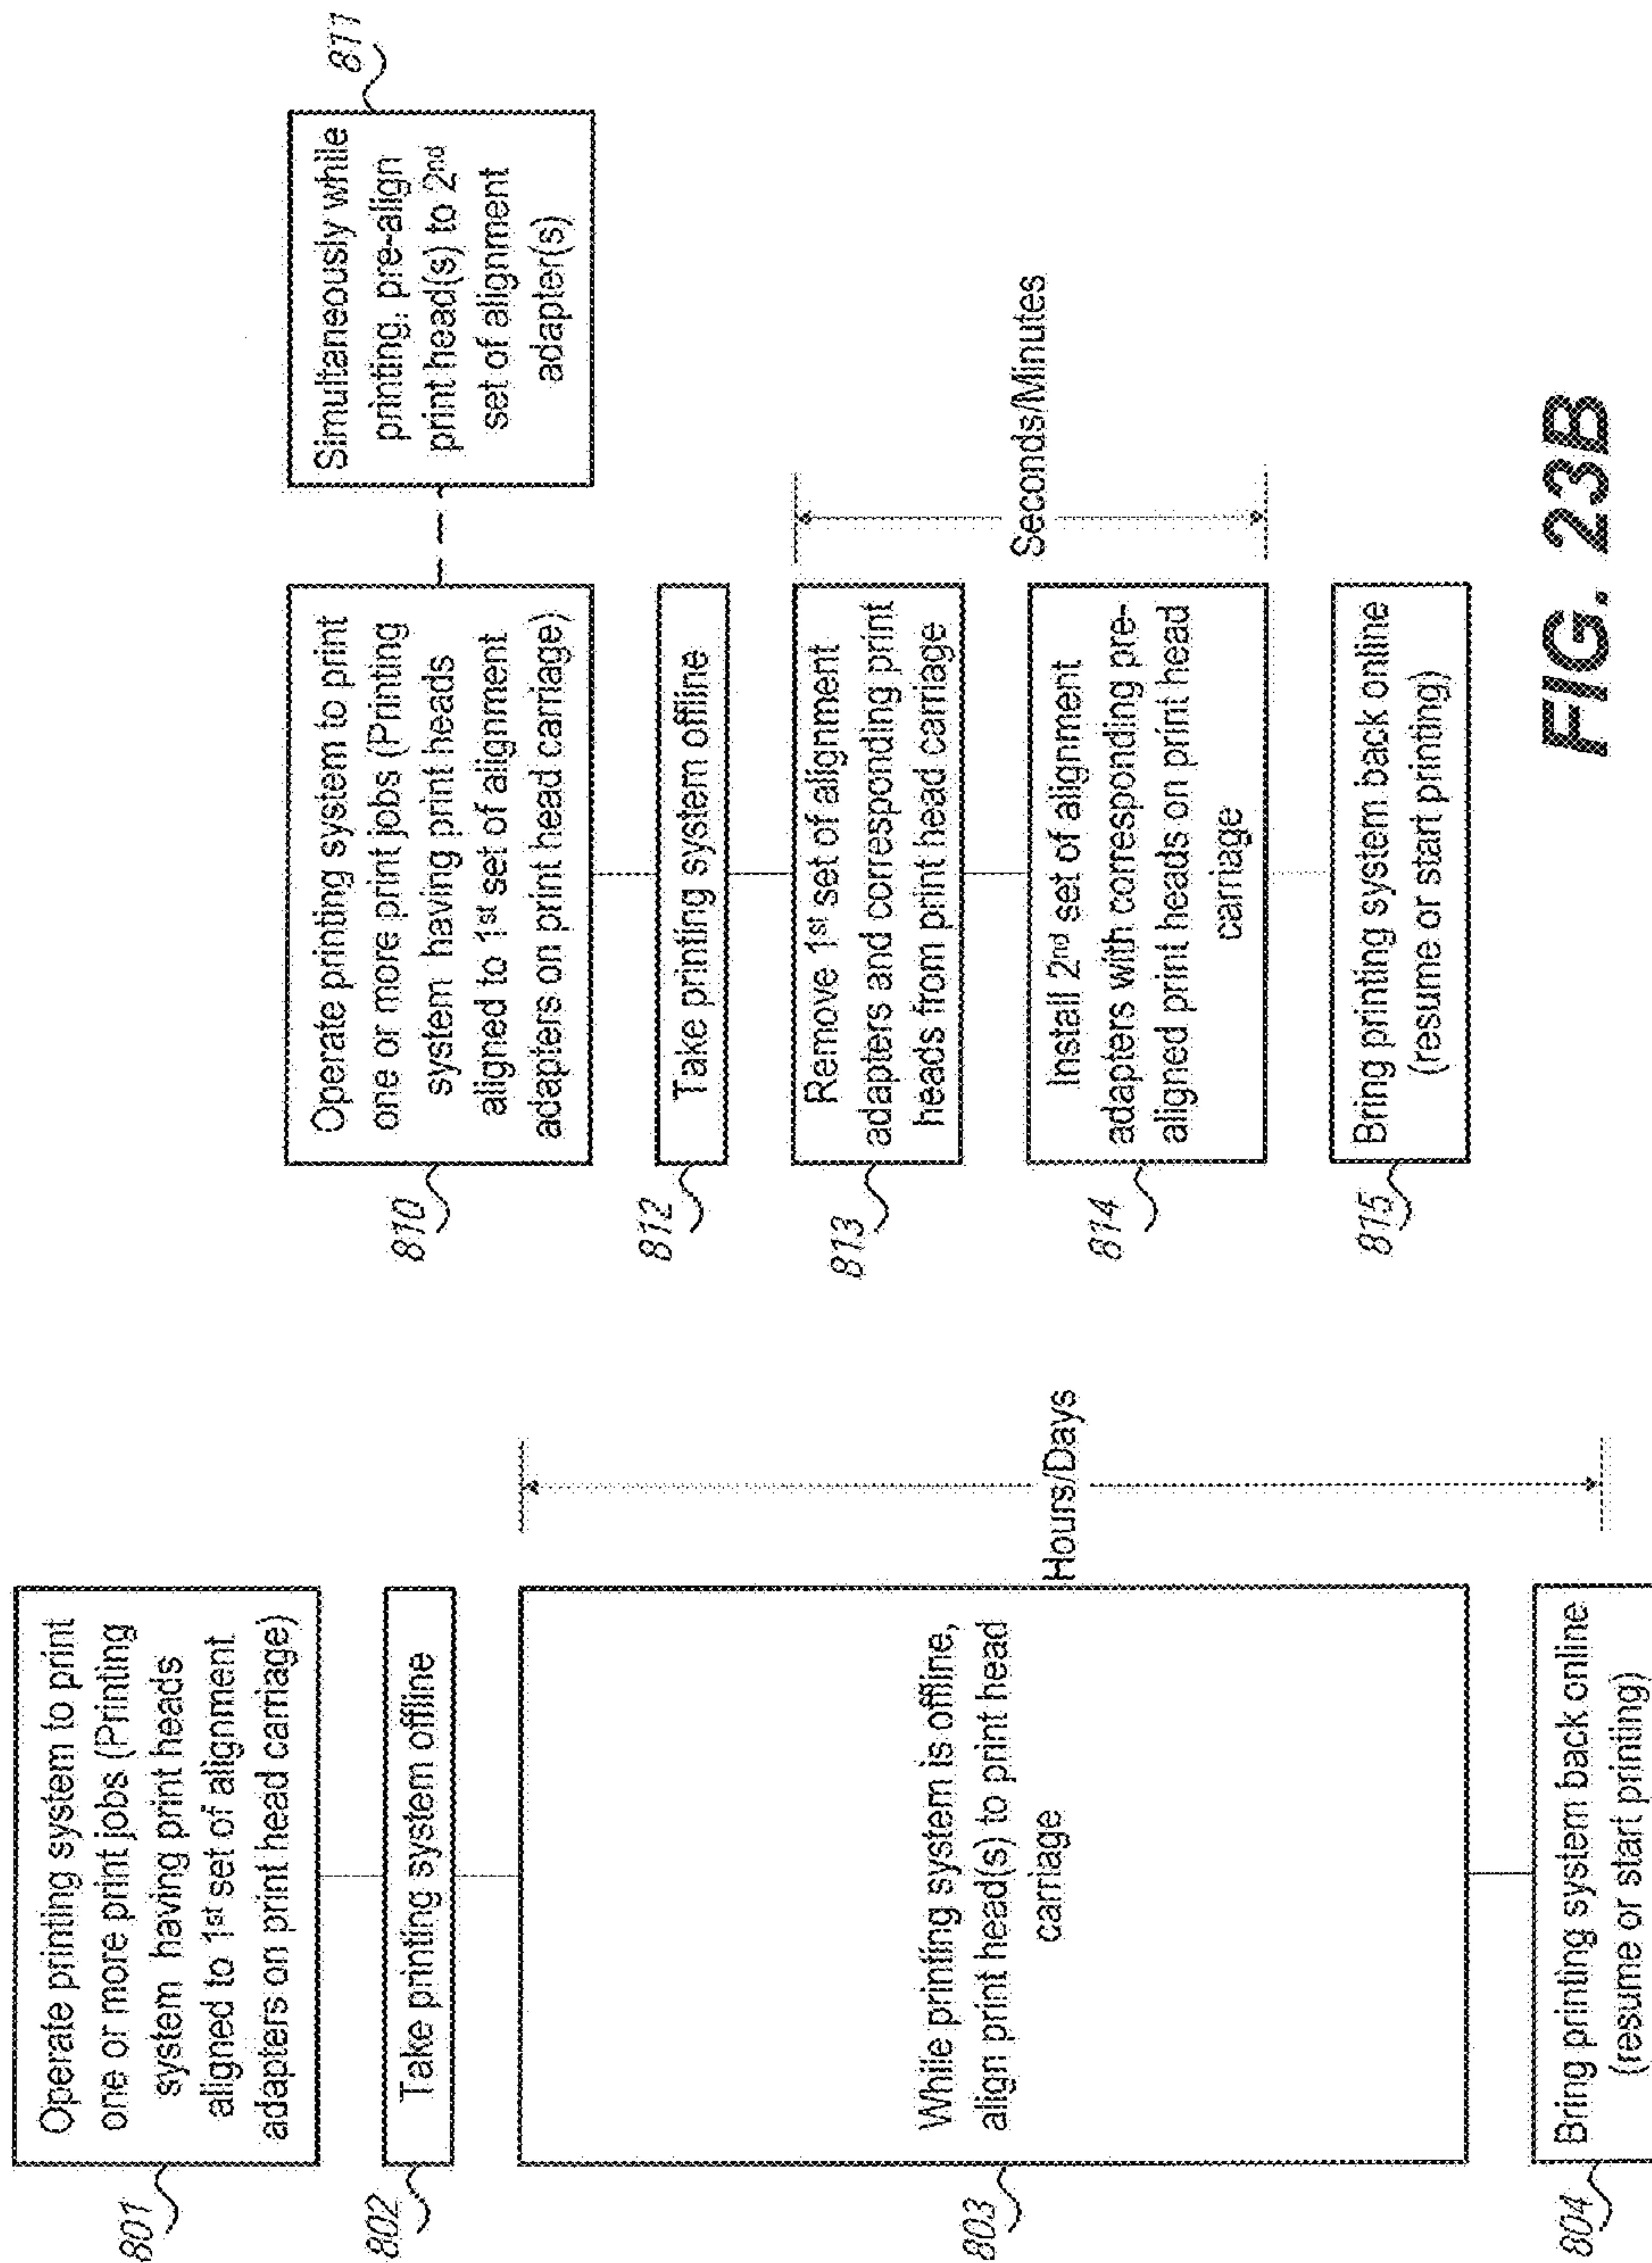 801
Operate printing system to print
one or more print jobs (Printing
system having print heads
aligned to 1st set of alignment
adapters on print head carriage)
802
Take printing system offline
803
While printing system is offline,
align print head(s) to print head
carriage
Hours/Days
804
Bring printing system back online
(resume or start printing)
810
Operate printing system to print
one or more print jobs (Printing
system having print heads
aligned to 1st set of alignment
adapters on print head carriage)
811
Simultaneously while
printing, pre-align
print head(s) to 2nd
set of alignment
adapter(s)
812
Take printing system offline
813
Remove 1st set of alignment
adapters and corresponding print
heads from print head carriage
814
Install 2nd set of alignment
adapters with corresponding pre-
aligned print heads on print head
carriage
Seconds/Minutes
815
Bring printing system back online
(resume or start printing)
FIG. 23B